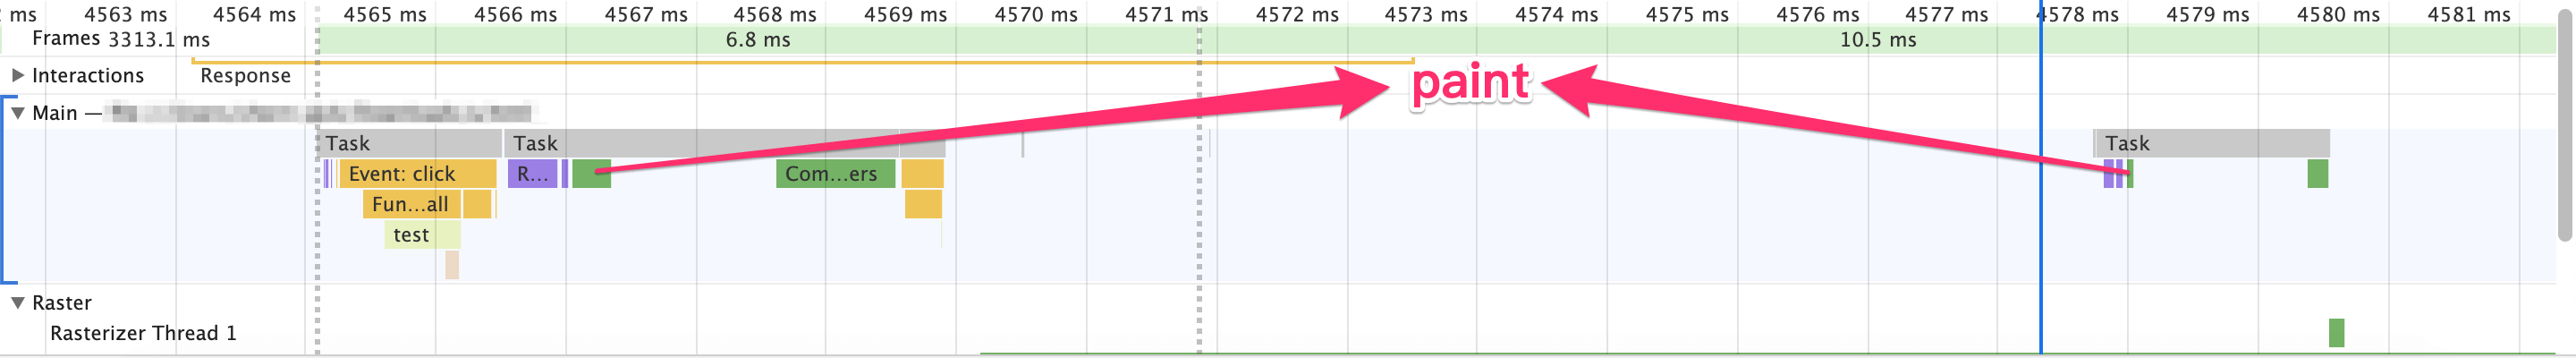 ms 4563 ms 4564 ms 4565 ms 4566 ms 4567 ms 4568 ms 4569 ms 4570 ms 4571 ms 4572 ms 4573 ms 4574 ms 4575 ms 4576 ms 4577 ms 4578 ms 4579 ms 4580 ms 4581 ms
Frames 3313.1 ms 6.8 ms 10.5 ms
Interactions Response
paint
Main —
Task Task Task
Event: click R... Com...ers
Fun...all
test
Raster
Rasterizer Thread 1